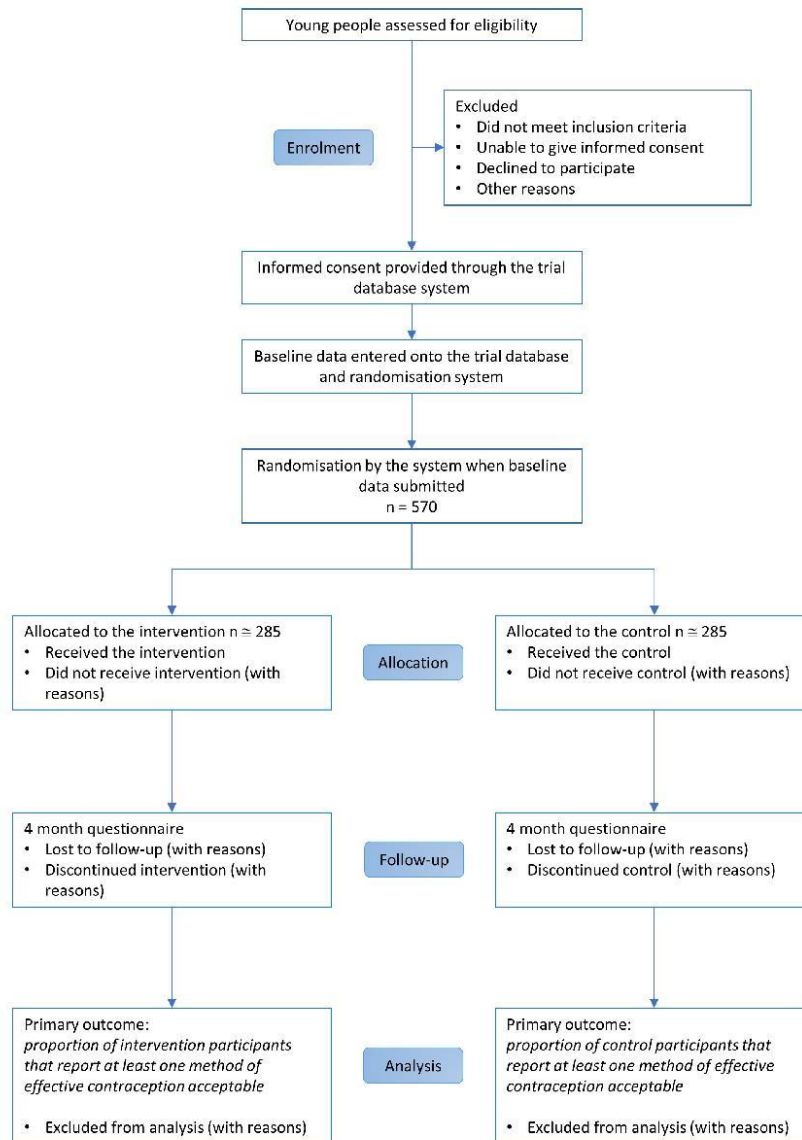 Young people assessed for eligibility
Excluded
• Did not meet inclusion criteria
• Unable to give informed consent
• Declined to participate
• Other reasons
Enrolment
Informed consent provided through the trial
database system
Baseline data entered onto the trial database
and randomisation system
Randomisation by the system when baseline
data submitted
n = 570
Allocated to the intervention n ≅ 285
• Received the intervention
• Did not receive intervention (with
reasons)
Allocation
Allocated to the control n ≅ 285
• Received the control
• Did not receive control (with reasons)
4 month questionnaire
• Lost to follow-up (with reasons)
• Discontinued intervention (with
reasons)
Follow-up
4 month questionnaire
• Lost to follow-up (with reasons)
• Discontinued control (with reasons)
Primary outcome:
proportion of intervention participants
that report at least one method of
effective contraception acceptable
• Excluded from analysis (with reasons)
Analysis
Primary outcome:
proportion of control participants that
report at least one method of effective
contraception acceptable
• Excluded from analysis (with reasons)